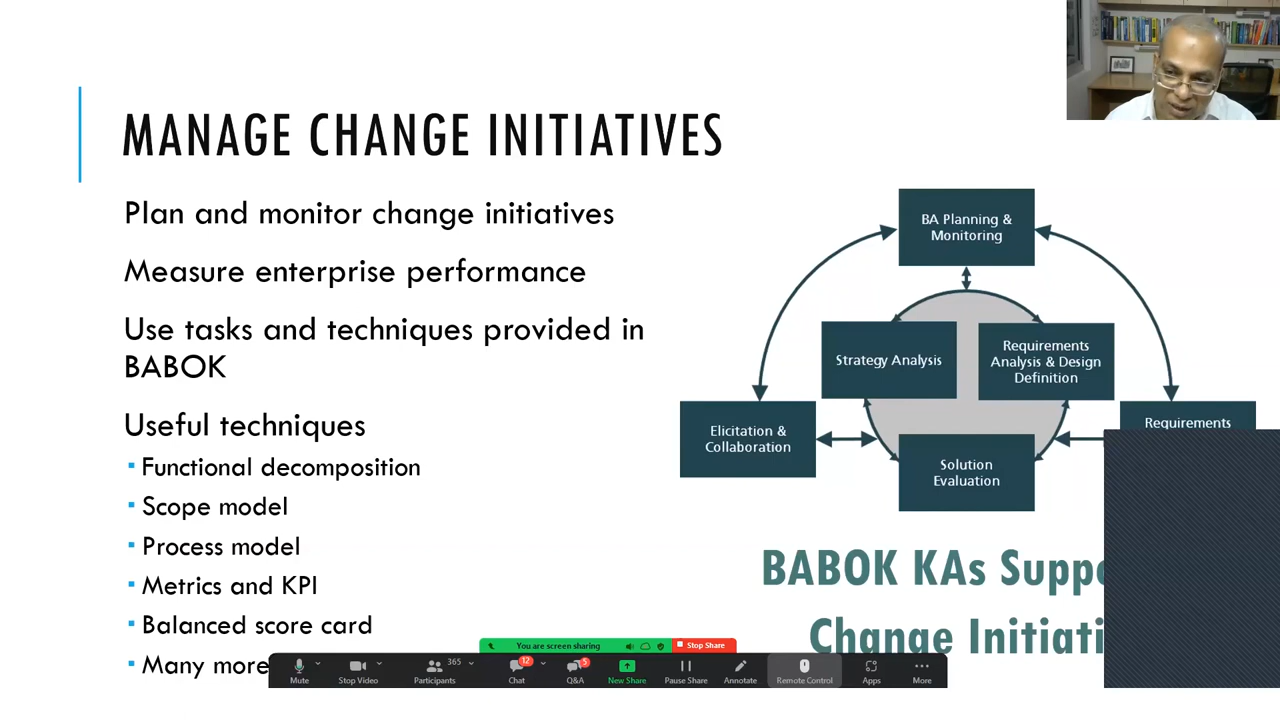 MANAGE CHANGE INITIATIVES
Plan and monitor change initiatives
Measure enterprise performance
Use tasks and techniques provided in
BABOK
Useful techniques
Functional decomposition
Scope model
Process model
Metrics and KPI
Balanced score card
Many more
BA Planning &
Monitoring
Strategy Analysis
Requirements
Analysis & Design
Definition
Elicitation &
Collaboration
Requirements
Solution
Evaluation
BABOK KAs
Change
You are screen sharing
Stop Share
Mute
Stop Video
365
Participants
12
Chat
5
Q&A
New Share
Pause Share
Annotate
Remote Control
Apps
More